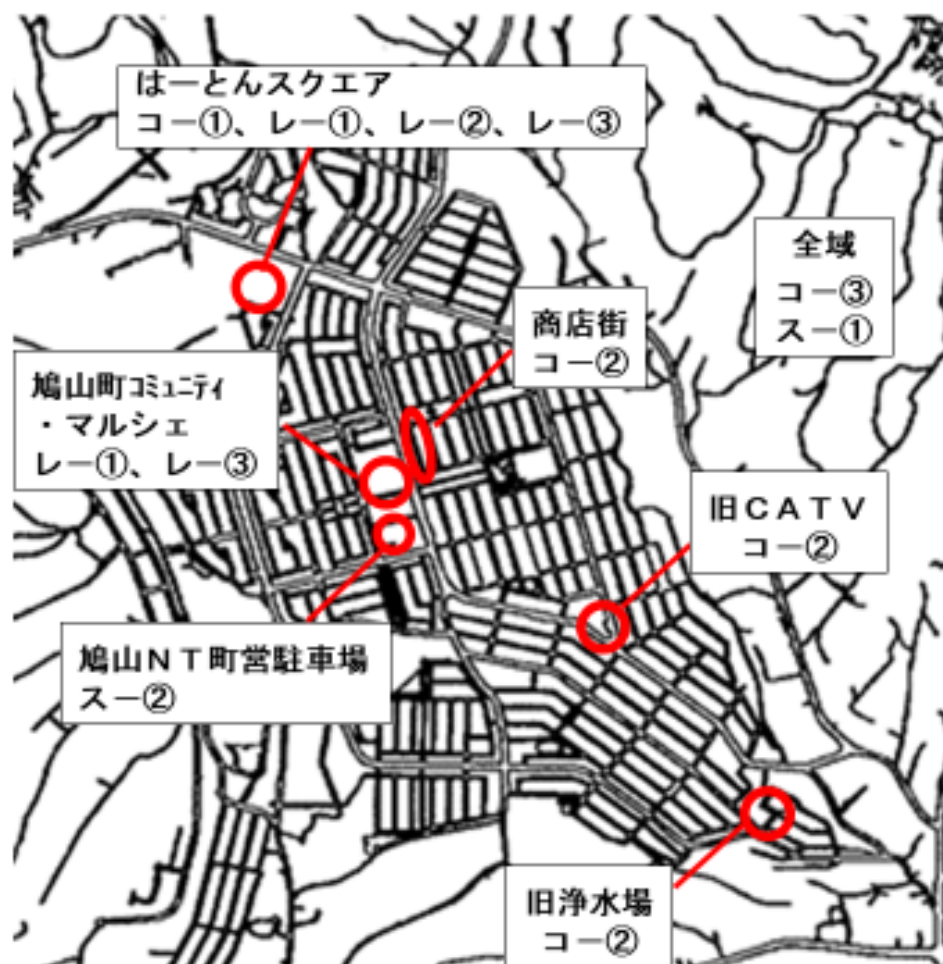 はーとんスクエア
コー①、レー①、レー②、レー③
全域
コー③
スー①
商店街
コー②
鳩山町ｺﾐｭﾆﾃｨ
・マルシェ
レー①、レー③
旧ＣＡＴＶ
コー②
鳩山ＮＴ町営駐車場
スー②
旧浄水場
コー②